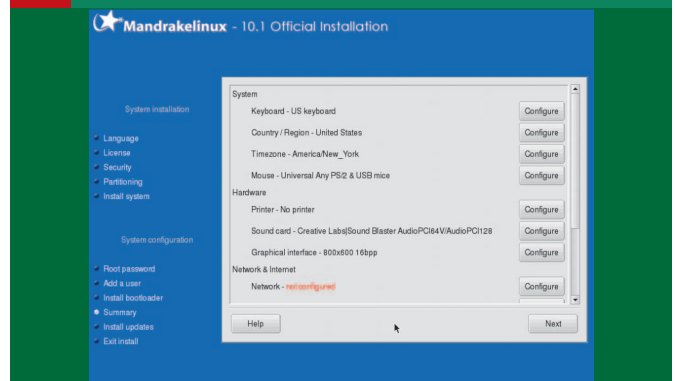 Mandrakelinux - 10.1 Official Installation
System installation
Language
License
Security
Partitioning
Install system
System configuration
Root password
Add a user
Install bootloader
Summary
Install updates
Exit install
System
Keyboard - US keyboard Configure
Country / Region - United States Configure
Timezone - America/New_York Configure
Mouse - Universal Any PS/2 & USB mice Configure
Hardware
Printer - No printer Configure
Sound card - Creative Labs|Sound Blaster AudioPCI64V/AudioPCI128 Configure
Graphical interface - 800x600 16bpp Configure
Network & Internet
Network - not configured Configure
Help Next